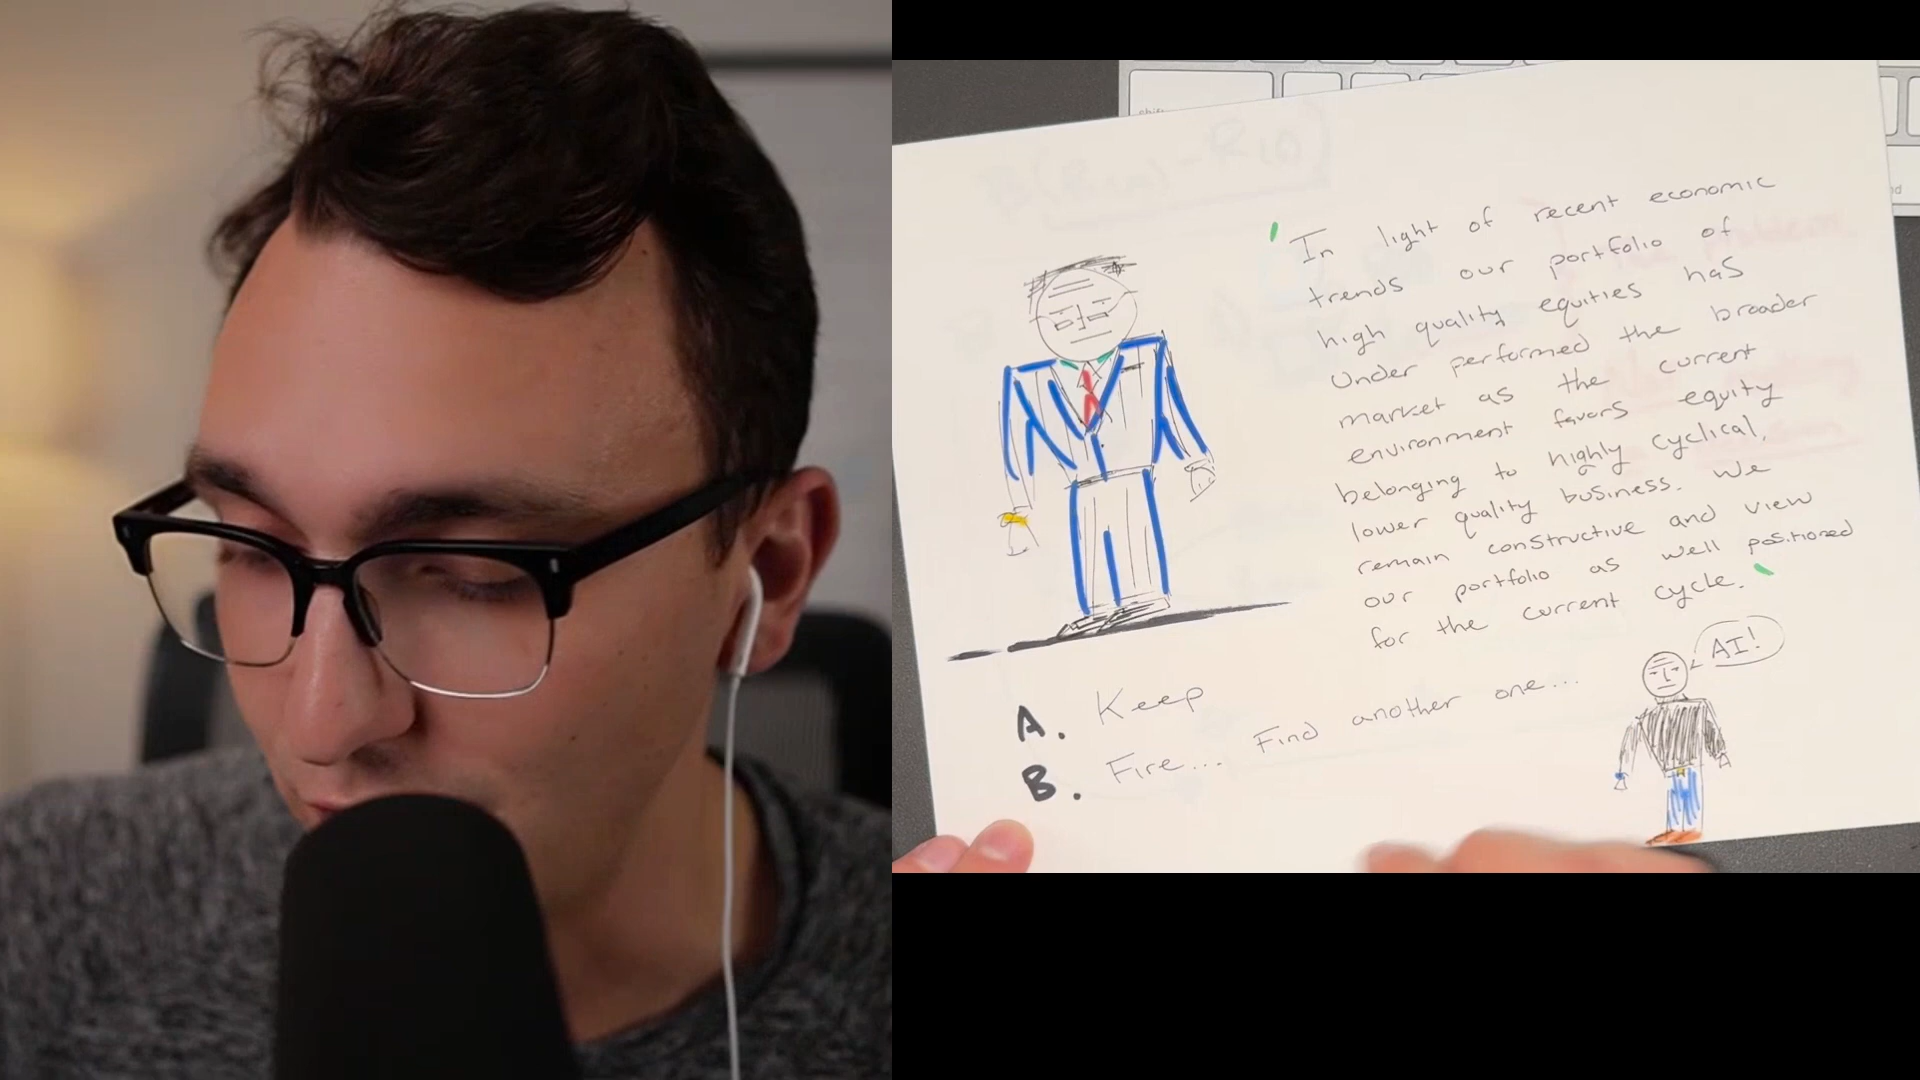 In light of recent economic
trends our portfolio of
high quality equities has
under performed the broader
market as the current
environment favors equity
belonging to highly cyclical,
lower quality business. We
remain constructive and view
our portfolio as well positioned
for the current cycle.
AI!
A. Keep
B. Fire... Find another one...